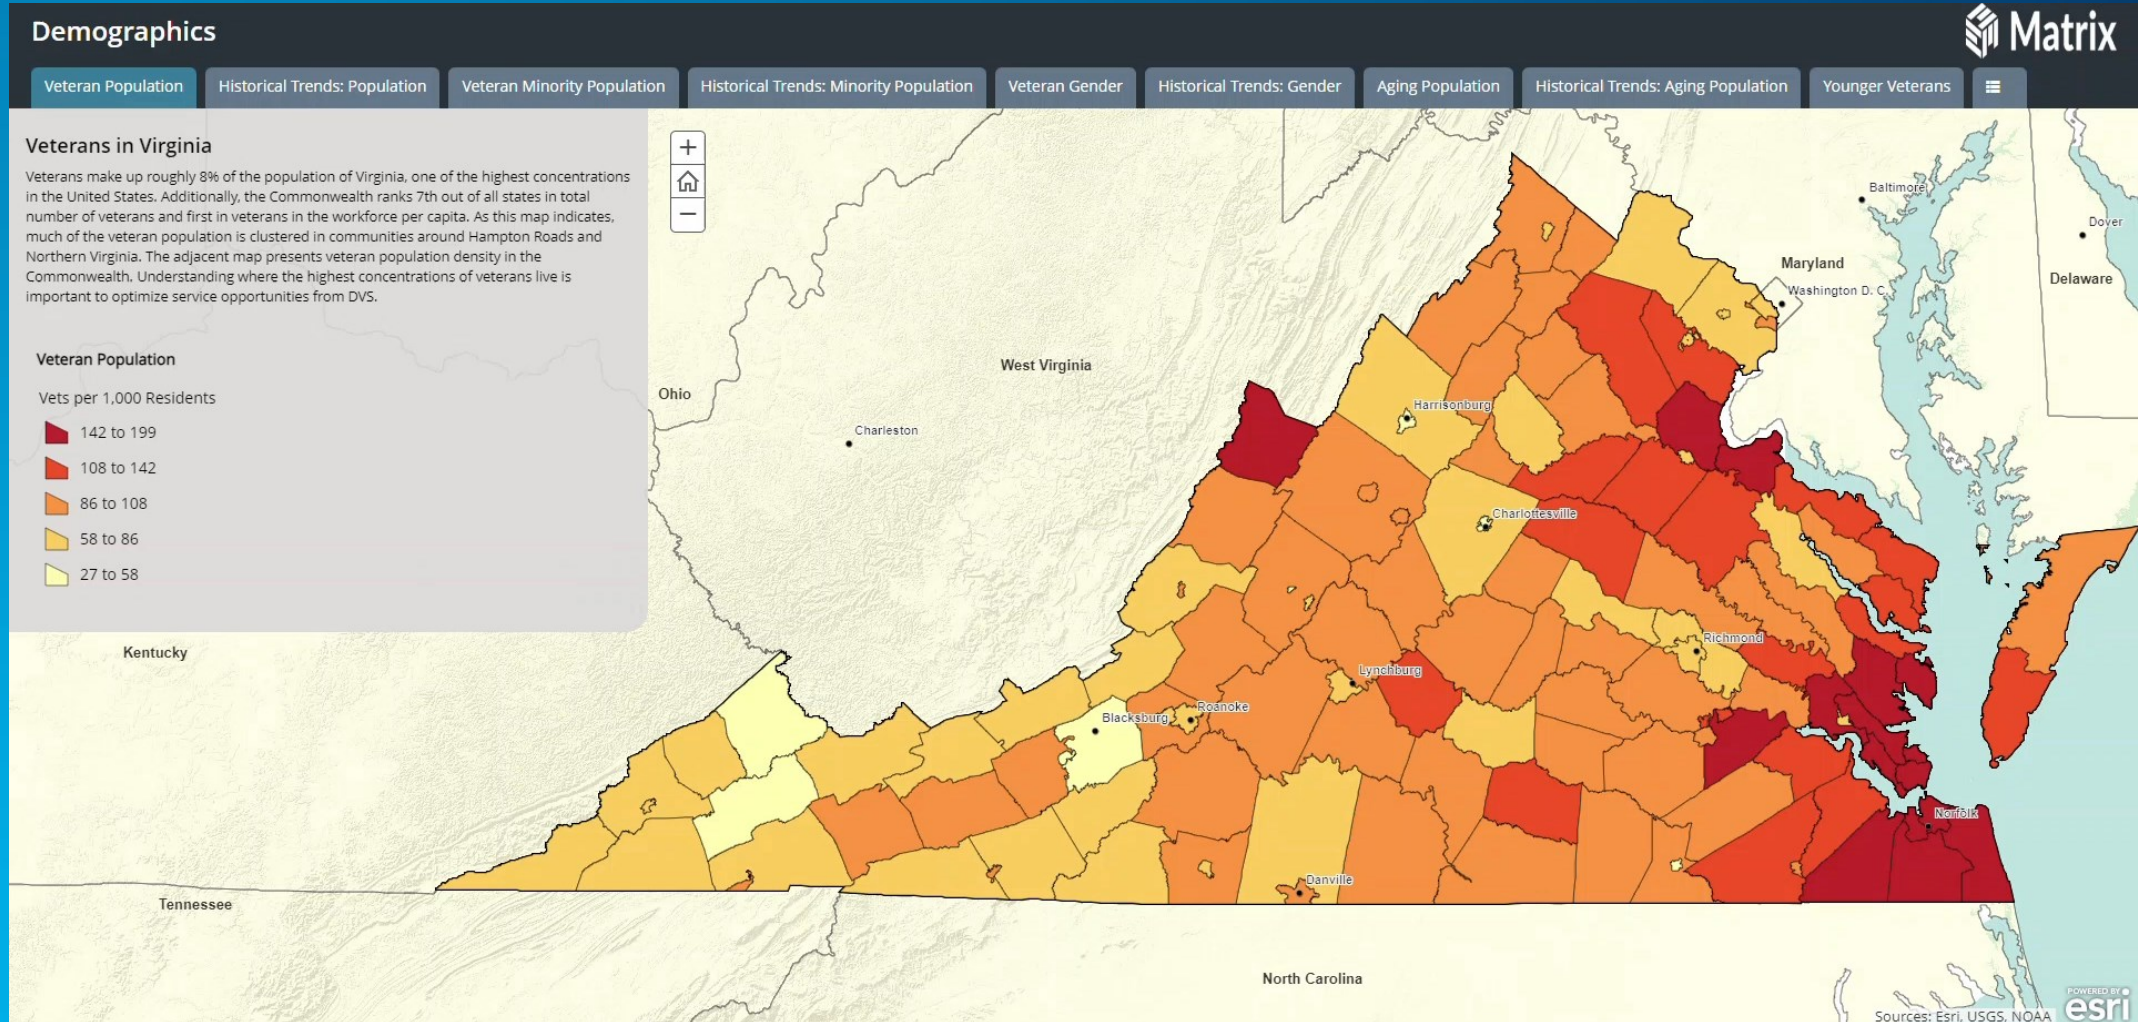 Demographics
Matrix
Veteran Population
Historical Trends: Population
Veteran Minority Population
Historical Trends: Minority Population
Veteran Gender
Historical Trends: Gender
Aging Population
Historical Trends: Aging Population
Younger Veterans
Veterans in Virginia
Veterans make up roughly 8% of the population of Virginia, one of the highest concentrations
in the United States. Additionally, the Commonwealth ranks 7th out of all states in total
number of veterans and first in veterans in the workforce per capita. As this map indicates,
much of the veteran population is clustered in communities around Hampton Roads and
Northern Virginia. The adjacent map presents veteran population density in the
Commonwealth. Understanding where the highest concentrations of veterans live is
important to optimize service opportunities from DVS.
Veteran Population
Vets per 1,000 Residents
142 to 199
108 to 142
86 to 108
58 to 86
27 to 58
+
−
Baltimore
Dover
Maryland
Delaware
Washington D. C.
West Virginia
Ohio
Harrisonburg
Charleston
Charlottesville
Richmond
Kentucky
Lynchburg
Roanoke
Blacksburg
Norfolk
Danville
Tennessee
North Carolina
POWERED BY
esri
Sources: Esri, USGS, NOAA